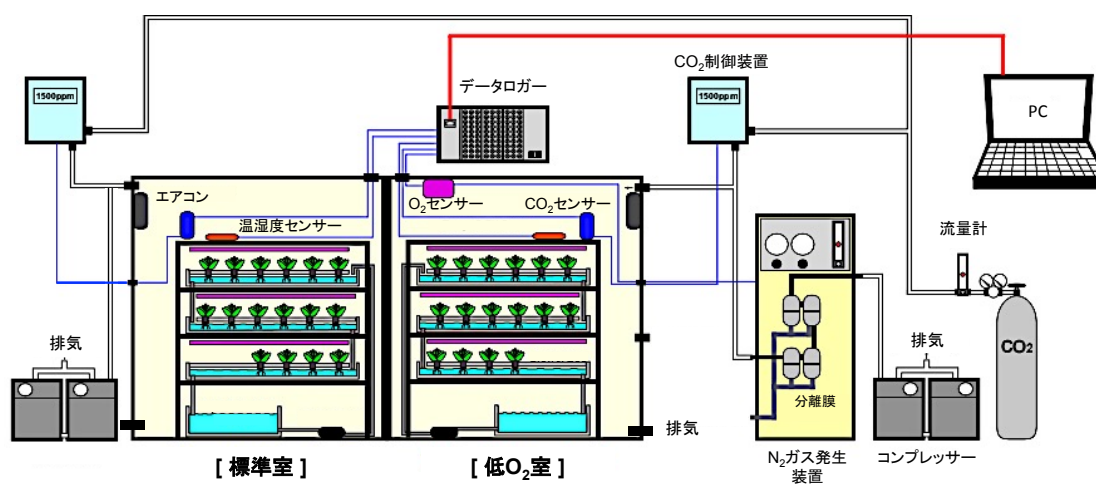 CO₂制御装置
1500ppm
データロガー
1500ppm
PC
エアコン
O₂センサー
CO₂センサー
温湿度センサー
流量計
排気
排気
CO₂
分離膜
排気
[ 標準室 ]
[ 低O₂室 ]
N₂ガス発生
装置
コンプレッサー